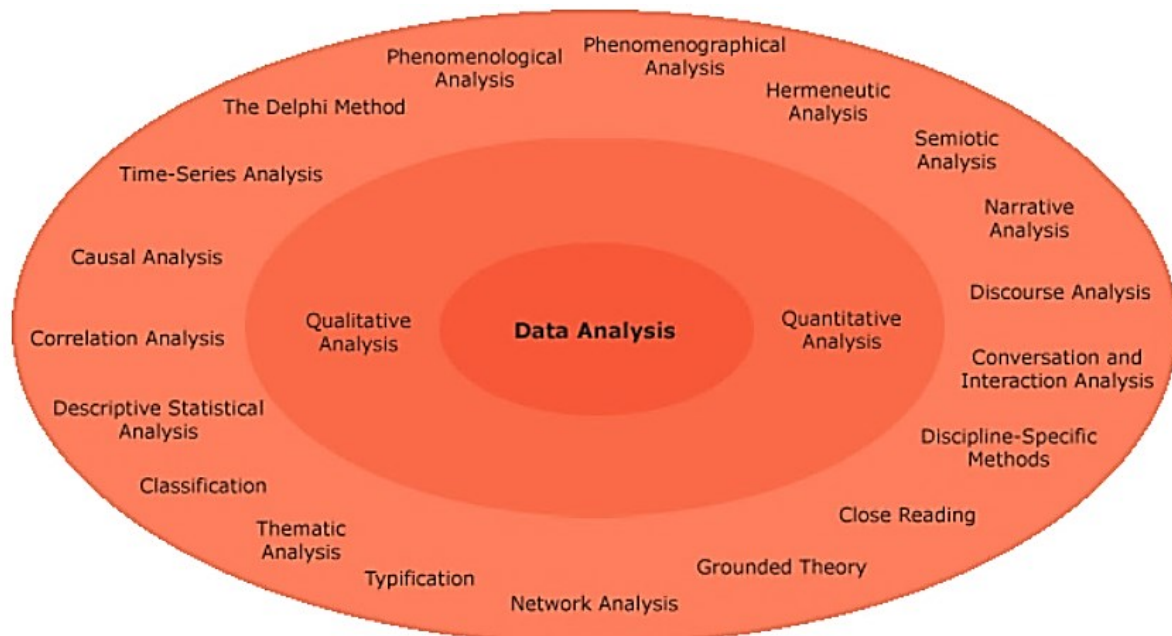 Phenomenological
Analysis
Phenomenographical
Analysis
Hermeneutic
Analysis
The Delphi Method
Semiotic
Analysis
Time-Series Analysis
Narrative
Analysis
Causal Analysis
Discourse Analysis
Qualitative
Analysis
Data Analysis
Quantitative
Analysis
Correlation Analysis
Conversation and
Interaction Analysis
Descriptive Statistical
Analysis
Discipline-Specific
Methods
Classification
Close Reading
Thematic
Analysis
Typification
Grounded Theory
Network Analysis